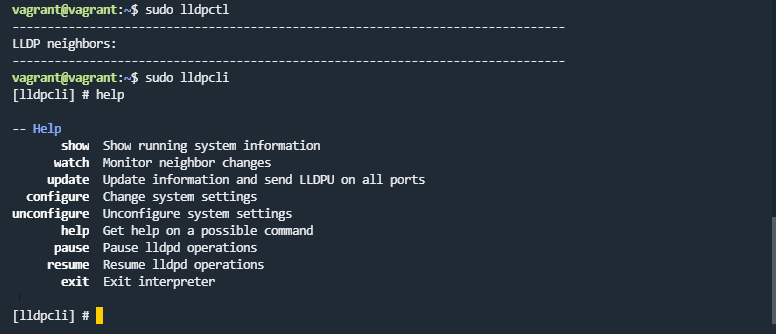 vagrant@vagrant:~$ sudo lldpctl
-------------------------------------------------------------------------------
LLDP neighbors:
-------------------------------------------------------------------------------
vagrant@vagrant:~$ sudo lldpcli
[lldpcli] # help
-- Help
show  Show running system information
watch  Monitor neighbor changes
update  Update information and send LLDPU on all ports
configure  Change system settings
unconfigure  Unconfigure system settings
help  Get help on a possible command
pause  Pause lldpd operations
resume  Resume lldpd operations
exit  Exit interpreter
[lldpcli] #